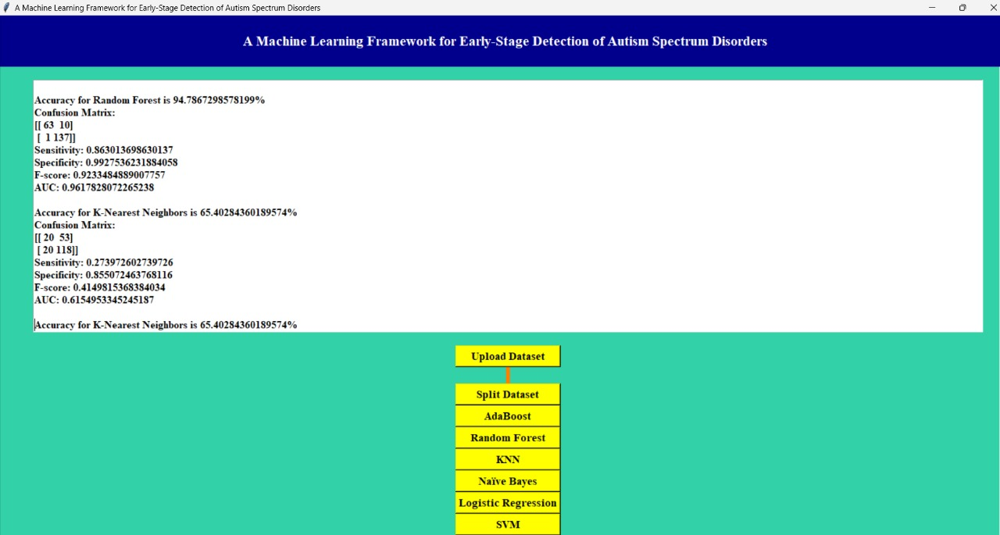 A Machine Learning Framework for Early-Stage Detection of Autism Spectrum Disorders
A Machine Learning Framework for Early-Stage Detection of Autism Spectrum Disorders
Accuracy for Random Forest is 94.7867298578199%
Confusion Matrix:
[[ 63  10]
 [  1 137]]
Sensitivity: 0.863013698630137
Specificity: 0.9927536231884058
F-score: 0.9233484889007757
AUC: 0.9617828072265238
Accuracy for K-Nearest Neighbors is 65.40284360189574%
Confusion Matrix:
[[ 20  53]
 [ 20 118]]
Sensitivity: 0.273972602739726
Specificity: 0.855072463768116
F-score: 0.4149815368384034
AUC: 0.6154953345245187
Accuracy for K-Nearest Neighbors is 65.40284360189574%
Upload Dataset
Split Dataset
AdaBoost
Random Forest
KNN
Naïve Bayes
Logistic Regression
SVM